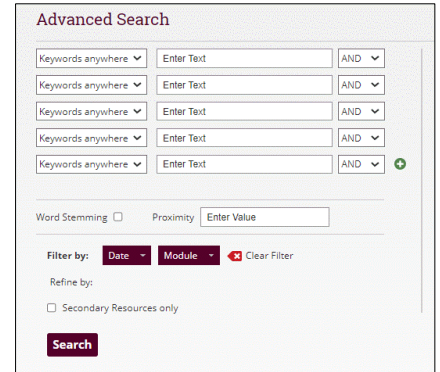 Advanced Search
Keywords anywhere Enter Text AND
Keywords anywhere Enter Text AND
Keywords anywhere Enter Text AND
Keywords anywhere Enter Text AND
Keywords anywhere Enter Text AND
Word Stemming Proximity Enter Value
Filter by: Date Module Clear Filter
Refine by:
Secondary Resources only
Search